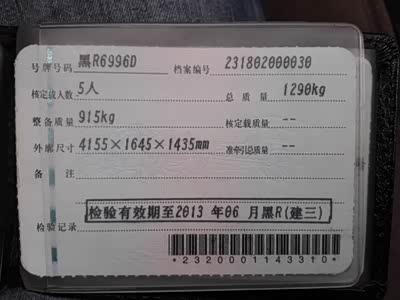 号牌号码 黑R6996D 档案编号 231802000030
核定载人数 5人 总质量 1290kg
整备质量 915kg 核定载质量 --
外廓尺寸 4155×1645×1435mm 准牵引总质量 --
备注
检验有效期至2013 年06 月黑R(建三)
检验记录
*2320001143310*